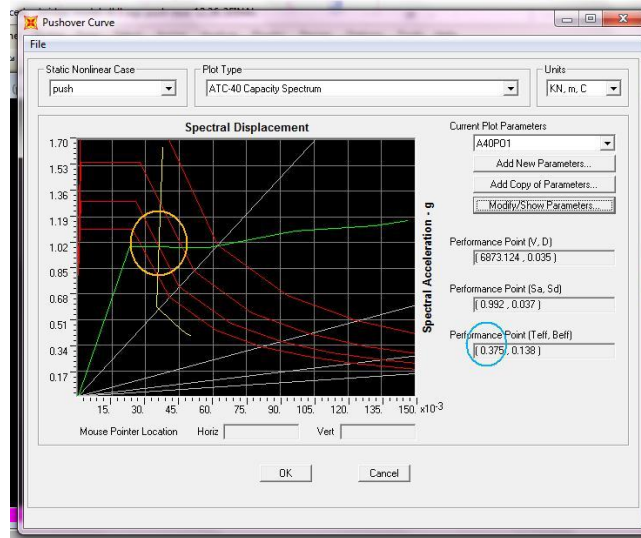 Pushover Curve
File
Static Nonlinear Case
push
Plot Type
ATC-40 Capacity Spectrum
Units
KN, m, C
Spectral Displacement
1.70
1.53
1.36
1.19
1.02
0.85
0.68
0.51
0.34
0.17
15. 30. 45. 60. 75. 90. 105. 120. 135. 150. x10-3
Spectral Acceleration - g
Mouse Pointer Location Horiz Vert
Current Plot Parameters
A40PO1
Add New Parameters...
Add Copy of Parameters...
Modify/Show Parameters...
Performance Point (V, D)
( 6873.124 , 0.035 )
Performance Point (Sa, Sd)
( 0.992 , 0.037 )
Performance Point (Teff, Beff)
( 0.375 , 0.138 )
OK Cancel